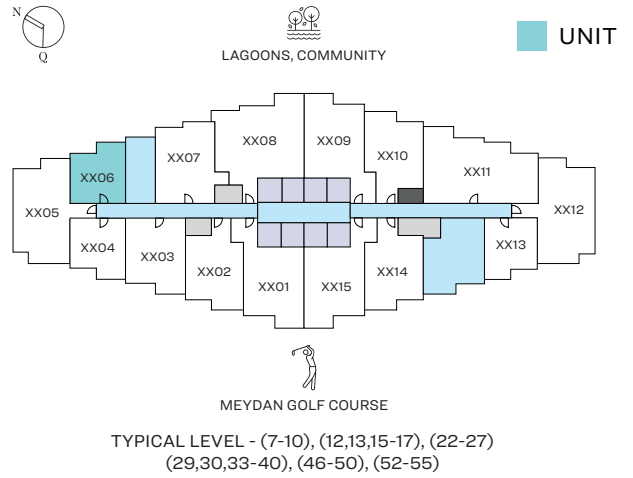 N
Q
LAGOONS, COMMUNITY
UNIT
XX08
XX09
XX07
XX10
XX11
XX06
XX05
XX12
XX04
XX03
XX02
XX01
XX15
XX14
XX13
MEYDAN GOLF COURSE
TYPICAL LEVEL - (7-10), (12,13,15-17), (22-27)
(29,30,33-40), (46-50), (52-55)